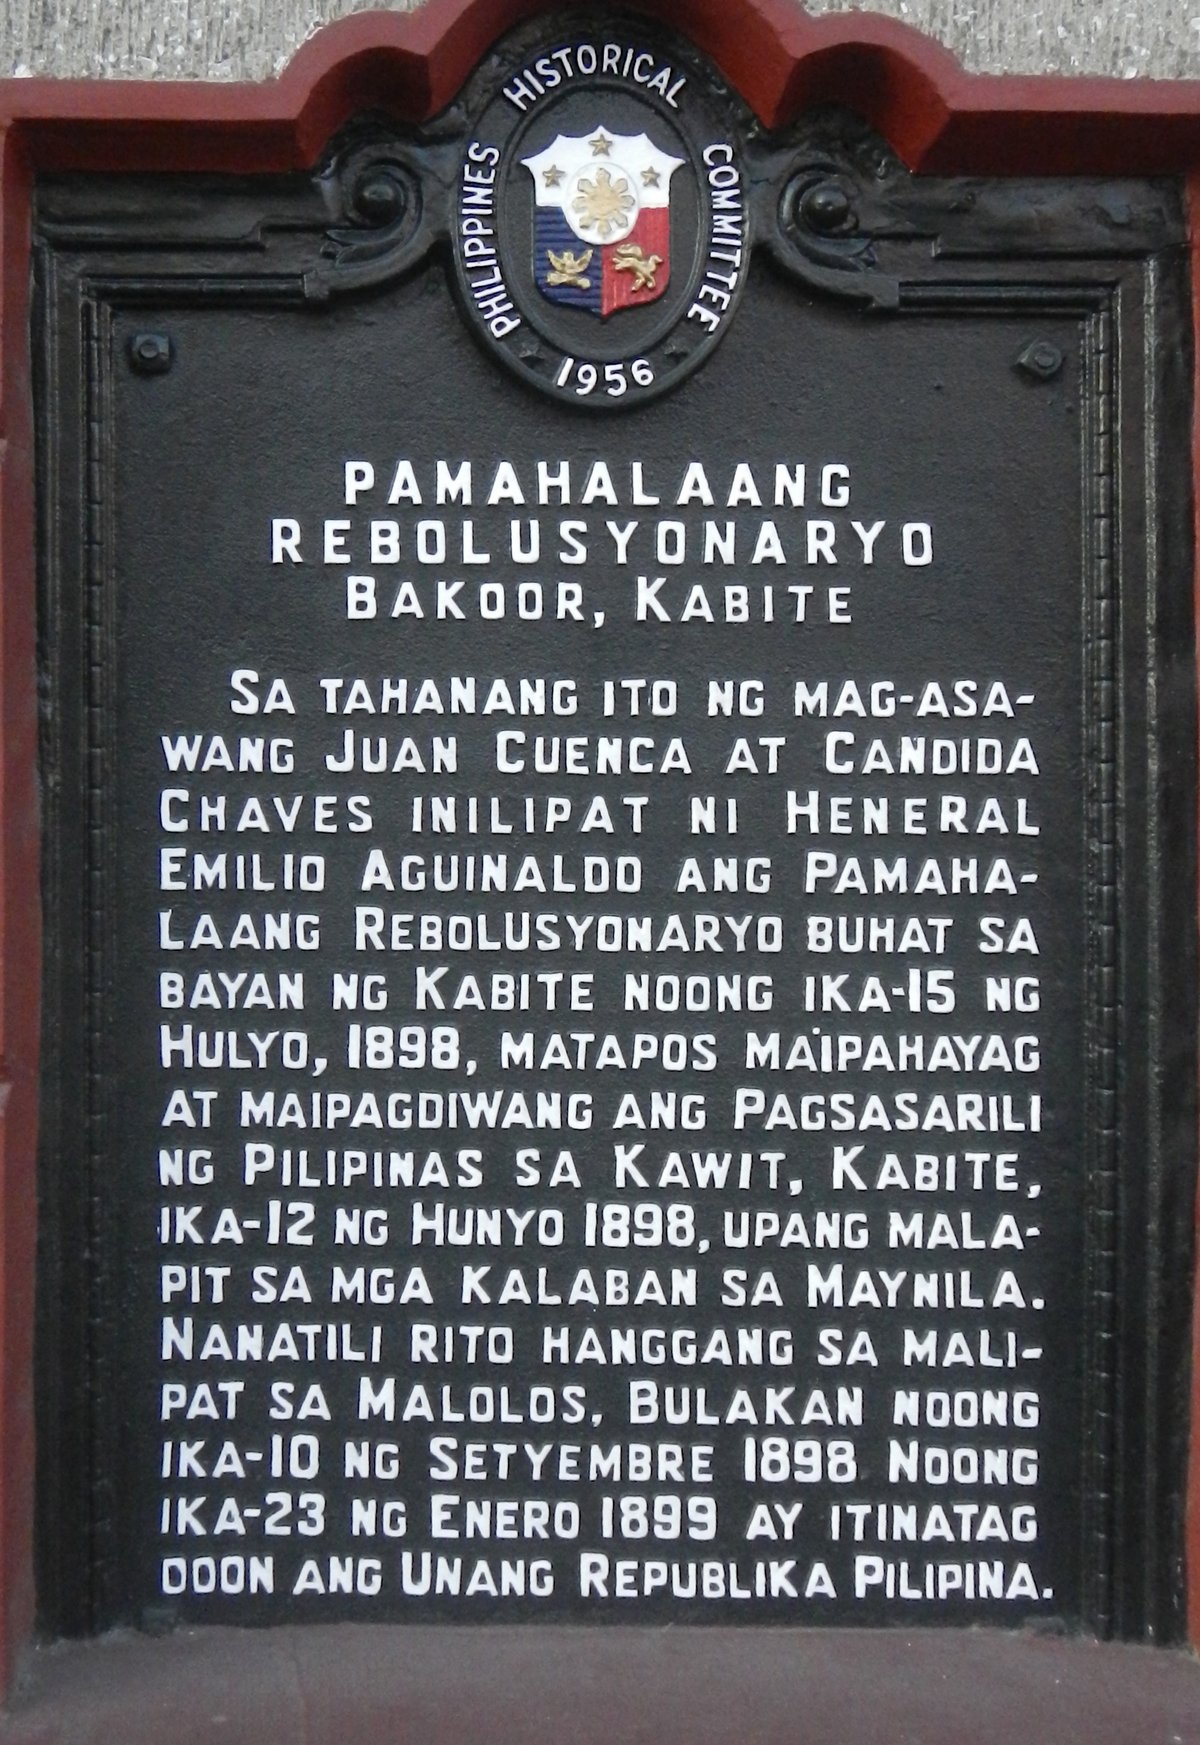 PHILIPPINES HISTORICAL COMMITTEE
1956
PAMAHALAANG
REBOLUSYONARYO
BAKOOR, KABITE
SA TAHANANG ITO NG MAG-ASA-
WANG JUAN CUENCA AT CANDIDA
CHAVES INILIPAT NI HENERAL
EMILIO AGUINALDO ANG PAMAHA-
LAANG REBOLUSYONARYO BUHAT SA
BAYAN NG KABITE NOONG IKA-15 NG
HULYO, 1898, MATAPOS MAIPAHAYAG
AT MAIPAGDIWANG ANG PAGSASARILI
NG PILIPINAS SA KAWIT, KABITE,
IKA-12 NG HUNYO 1898, UPANG MALA-
PIT SA MGA KALABAN SA MAYNILA.
NANATILI RITO HANGGANG SA MALI-
PAT SA MALOLOS, BULAKAN NOONG
IKA-10 NG SETYEMBRE 1898 NOONG
IKA-23 NG ENERO 1899 AY ITINATAG
DOON ANG UNANG REPUBLIKA PILIPINA.